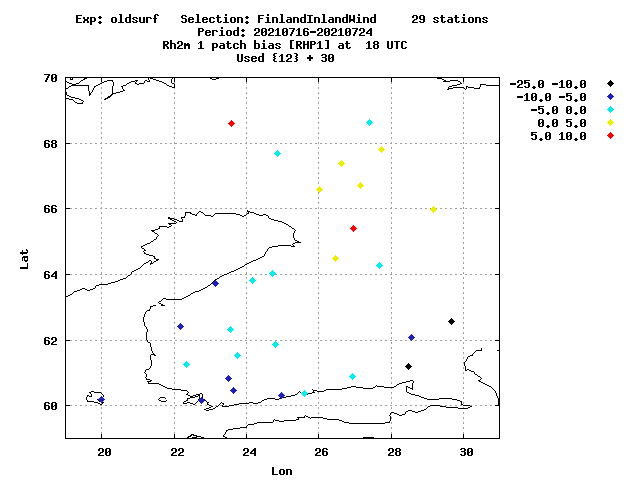 Exp: oldsurf   Selection: FinlandInlandWind     29 stations
Period: 20210716-20210724
Rh2m 1 patch bias [RHP1] at  18 UTC
Used {12} + 30
-25.0 -10.0
-10.0 -5.0
-5.0 0.0
0.0 5.0
5.0 10.0
70
68
66
64
62
60
Lat
20 22 24 26 28 30
Lon